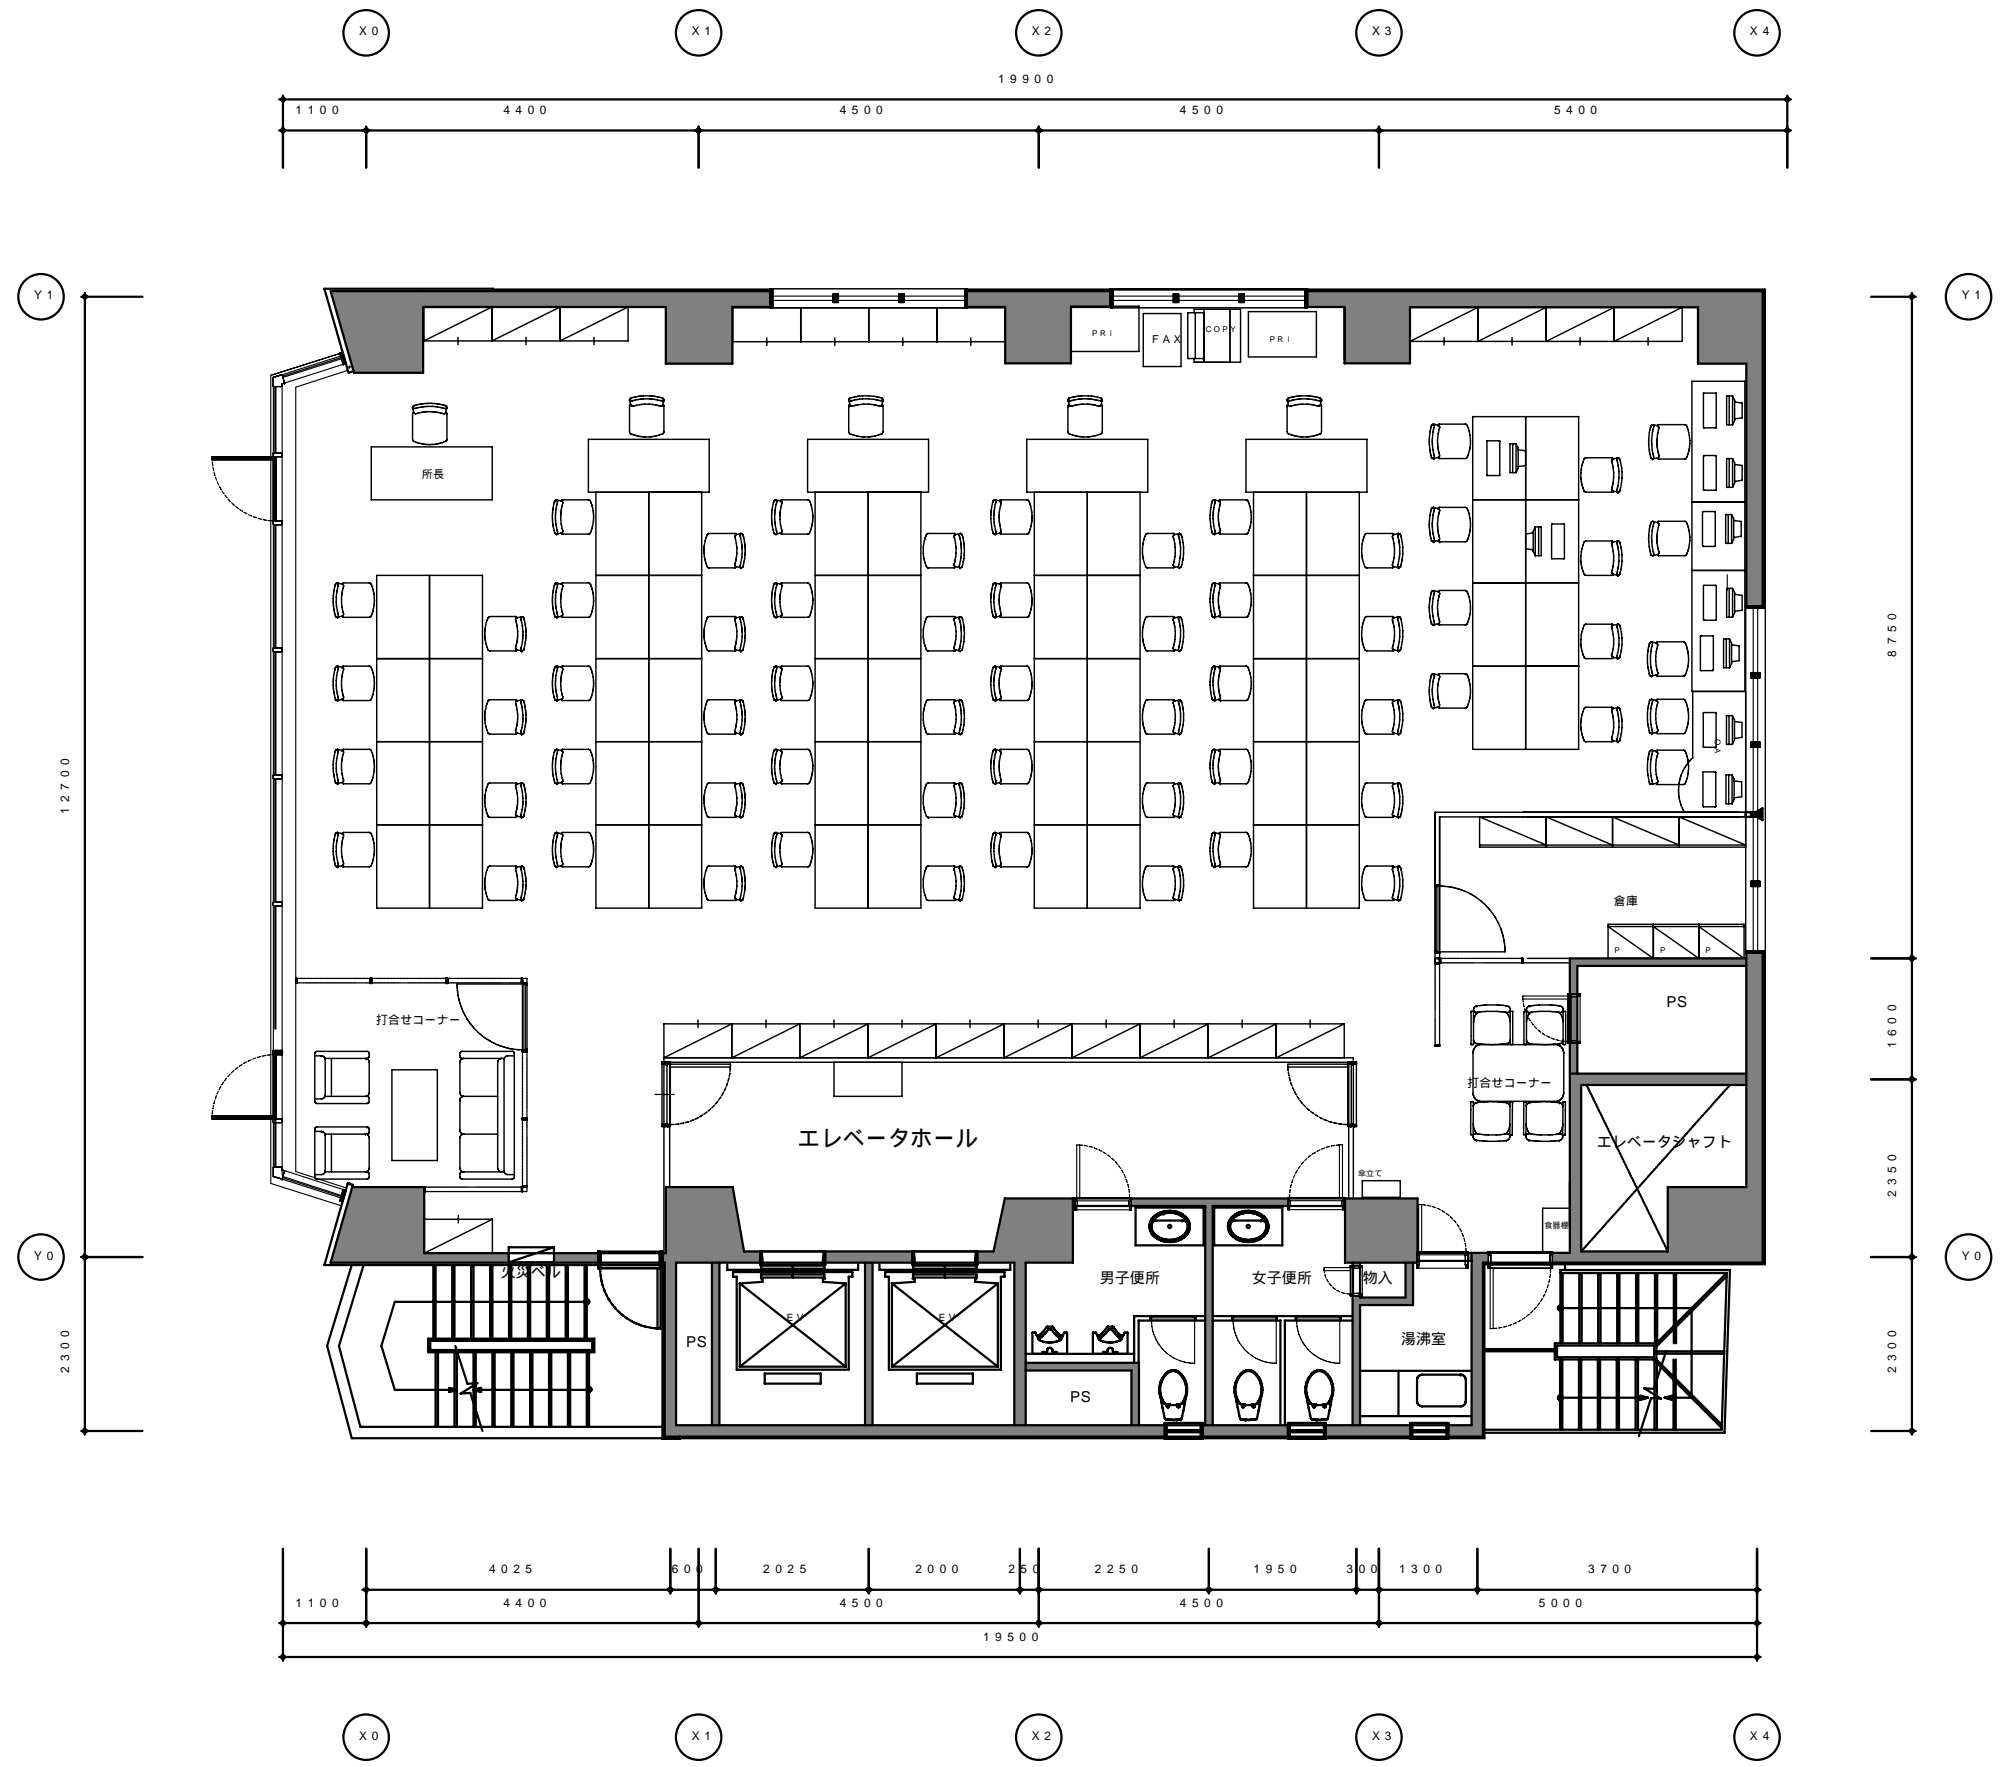 X0
X1
X2
X3
X4
19900
1100
4400
4500
4500
5400
Y1
Y1
PRI
FAX
COPY
PRI
所長
8750
12700
OA
倉庫
P
P
P
PS
打合せコーナー
1600
打合せコーナー
エレベータホール
エレベータシャフト
2350
傘立て
食器棚
Y0
Y0
火災ベル
男子便所
女子便所
物入
EV
EV
PS
湯沸室
2300
2300
PS
4025
600
2025
2000
250
2250
1950
300
1300
3700
1100
4400
4500
4500
5000
19500
X0
X1
X2
X3
X4